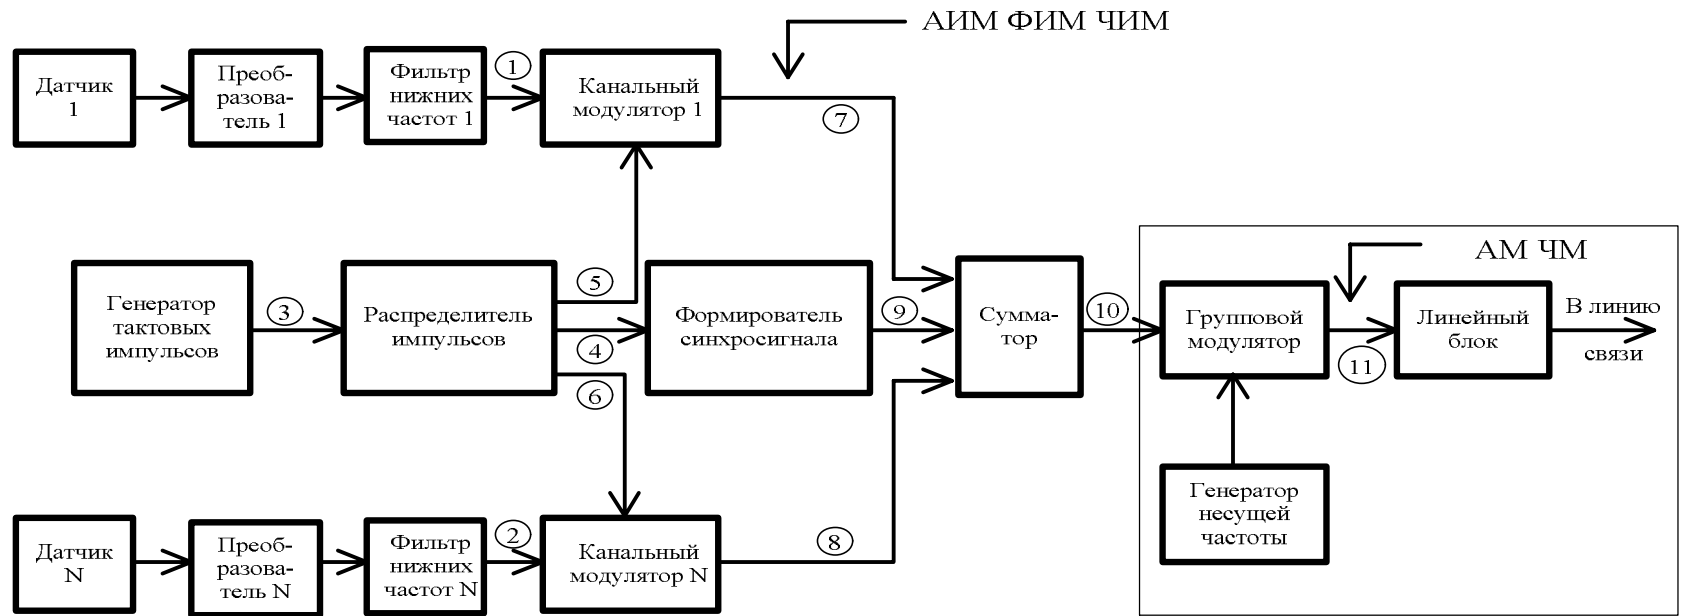 АИМ ФИМ ЧИМ
Датчик
1
Преоб-
разова-
тель 1
Фильтр
нижних
частот 1
1
Канальный
модулятор 1
7
Генератор
тактовых
импульсов
3
Распределитель
импульсов
5
4
6
Формирователь
синхросигнала
9
Сумма-
тор
10
АМ ЧМ
Групповой
модулятор
11
Линейный
блок
В линию
связи
Генератор
несущей
частоты
Датчик
N
Преоб-
разова-
тель N
Фильтр
нижних
частот N
2
Канальный
модулятор N
8